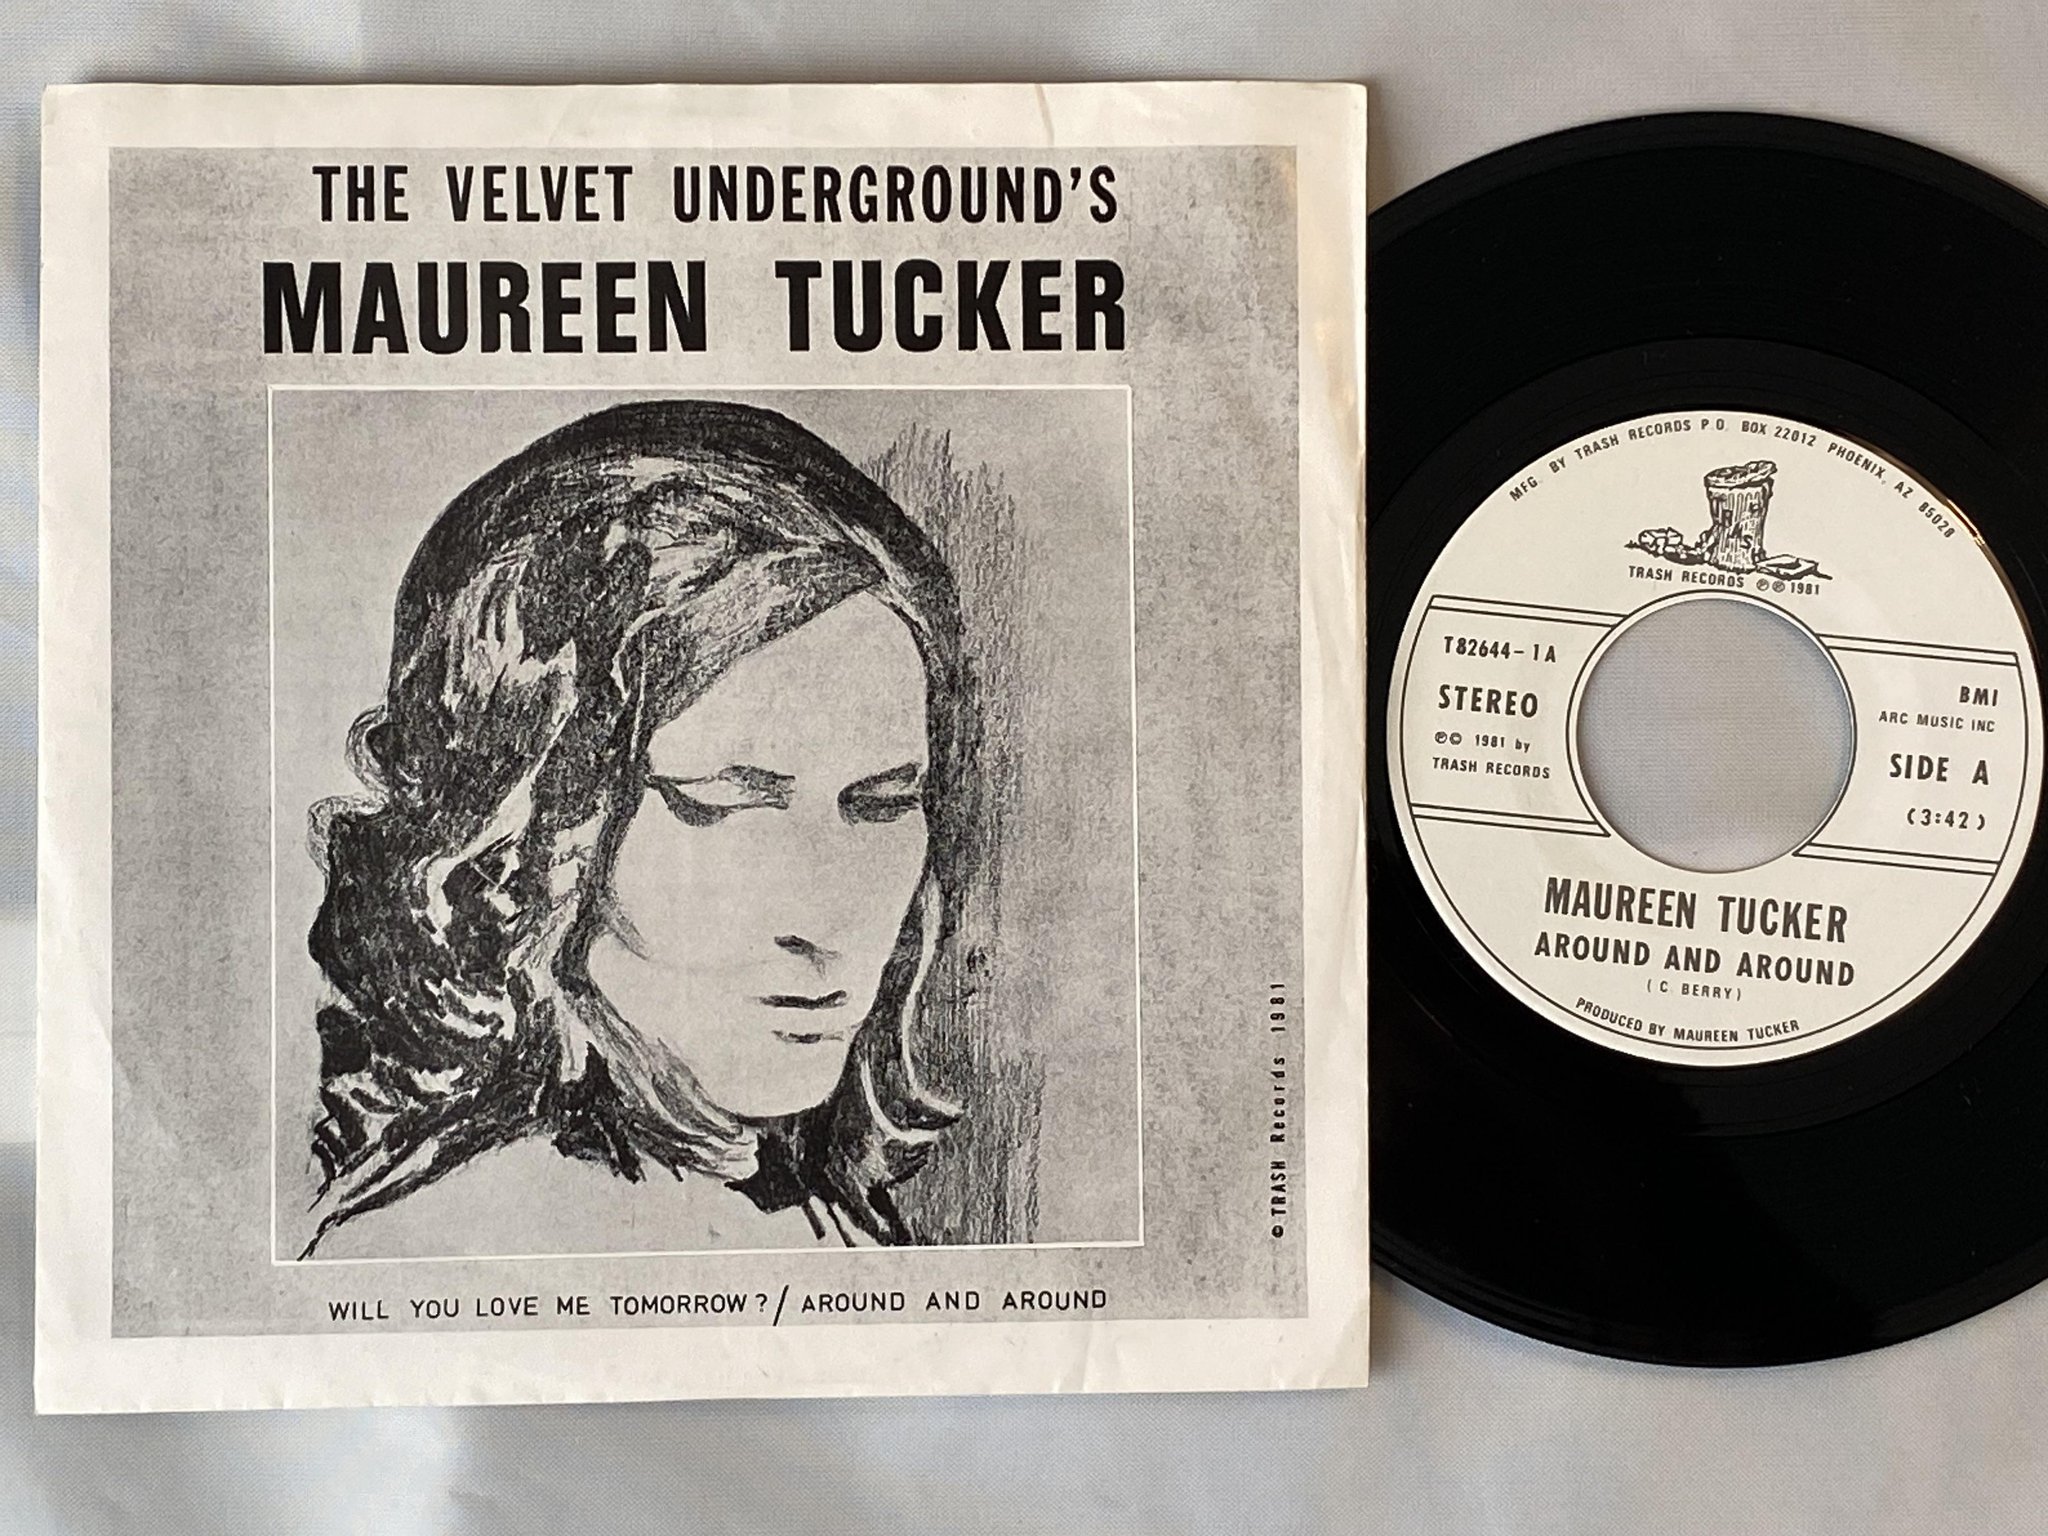 THE VELVET UNDERGROUND'S
MAUREEN TUCKER
WILL YOU LOVE ME TOMORROW? / AROUND AND AROUND
© TRASH Records 1981
MFG. BY TRASH RECORDS P.O. BOX 22012 PHOENIX, AZ 85028
TRASH
TRASH RECORDS ℗ ℗ 1981
T82644-1A
STEREO
℗© 1981 by
TRASH RECORDS
BMI
ARC MUSIC INC
SIDE A
(3:42)
MAUREEN TUCKER
AROUND AND AROUND
(C. BERRY)
PRODUCED BY MAUREEN TUCKER